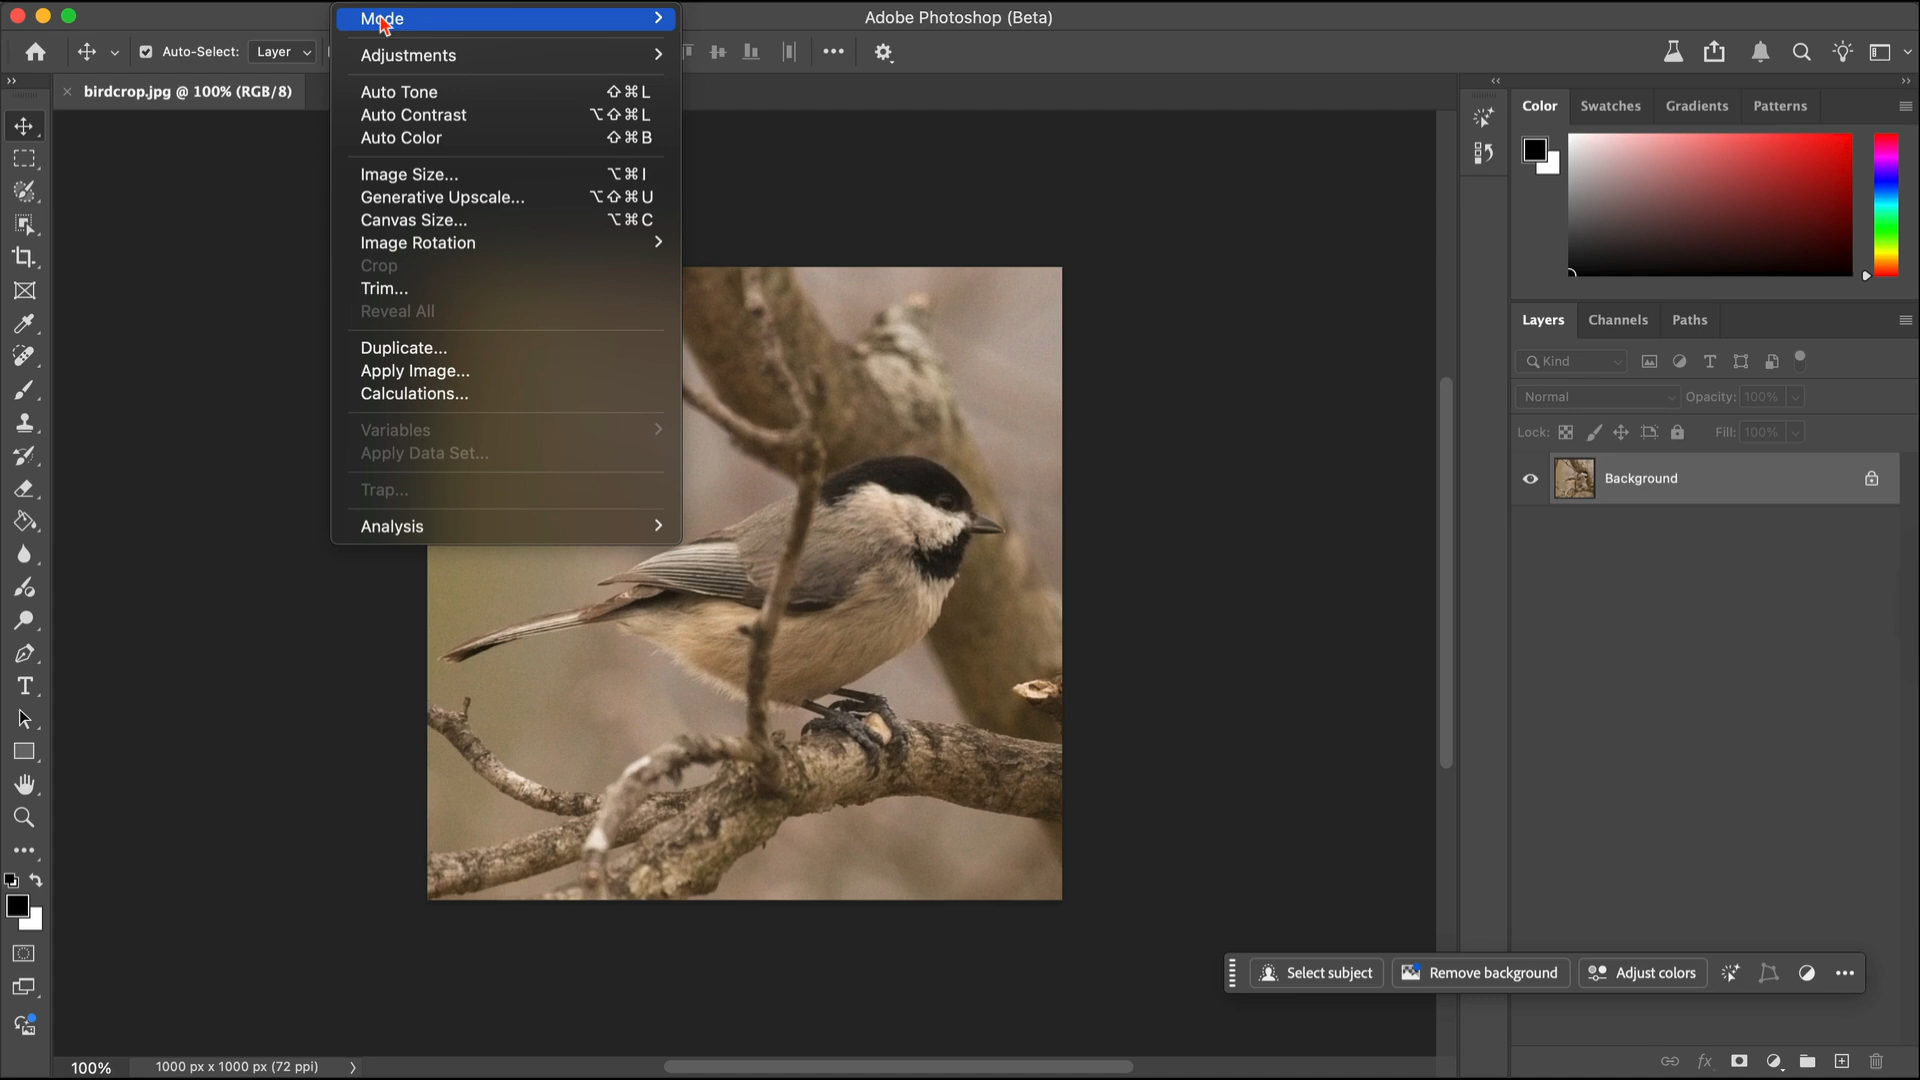 Mode
Adobe Photoshop (Beta)
Auto-Select: Layer
birdcrop.jpg @ 100% (RGB/8)
Adjustments
Auto Tone ⇧⌘L
Auto Contrast ⌥⇧⌘L
Auto Color ⇧⌘B
Image Size... ⌥⌘I
Generative Upscale... ⌥⇧⌘U
Canvas Size... ⌥⌘C
Image Rotation
Crop
Trim...
Reveal All
Duplicate...
Apply Image...
Calculations...
Variables
Apply Data Set...
Trap...
Analysis
Color Swatches Gradients Patterns
Layers Channels Paths
Kind
Normal Opacity: 100%
Lock: Fill: 100%
Background
Select subject Remove background Adjust colors
100% 1000 px x 1000 px (72 ppi)
fx